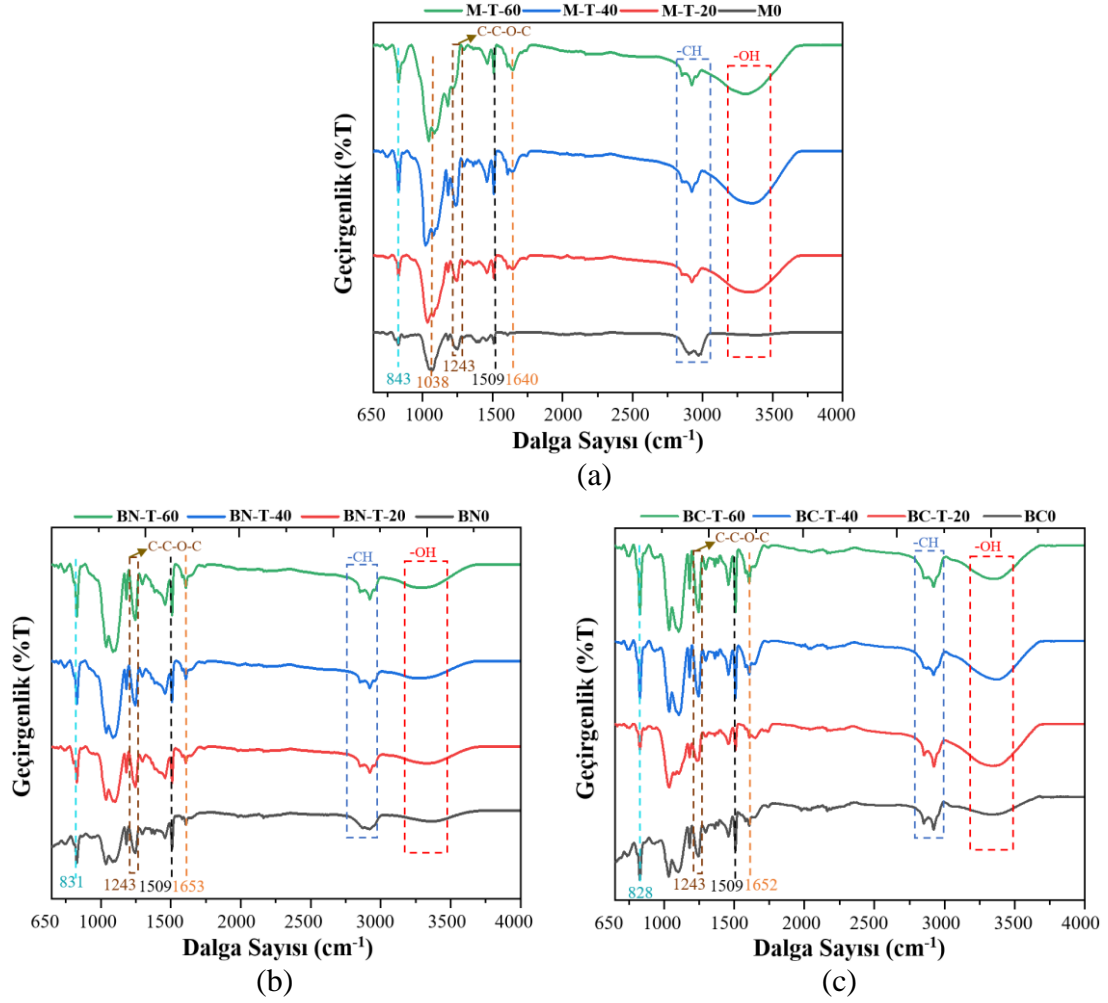 M-T-60 M-T-40 M-T-20 M0
C-C-O-C
-CH
-OH
Geçirgenlik (%T)
843 1038 1243 1509 1640
650 1000 1500 2000 2500 3000 3500 4000
Dalga Sayısı (cm-1)
(a)
BN-T-60 BN-T-40 BN-T-20 BN0
C-C-O-C
-CH
-OH
Geçirgenlik (%T)
831 1243 1509 1653
650 1000 1500 2000 2500 3000 3500 4000
Dalga Sayısı (cm-1)
(b)
BC-T-60 BC-T-40 BC-T-20 BC0
C-C-O-C
-CH
-OH
Geçirgenlik (%T)
828 1243 1509 1652
650 1000 1500 2000 2500 3000 3500 4000
Dalga Sayısı (cm-1)
(c)